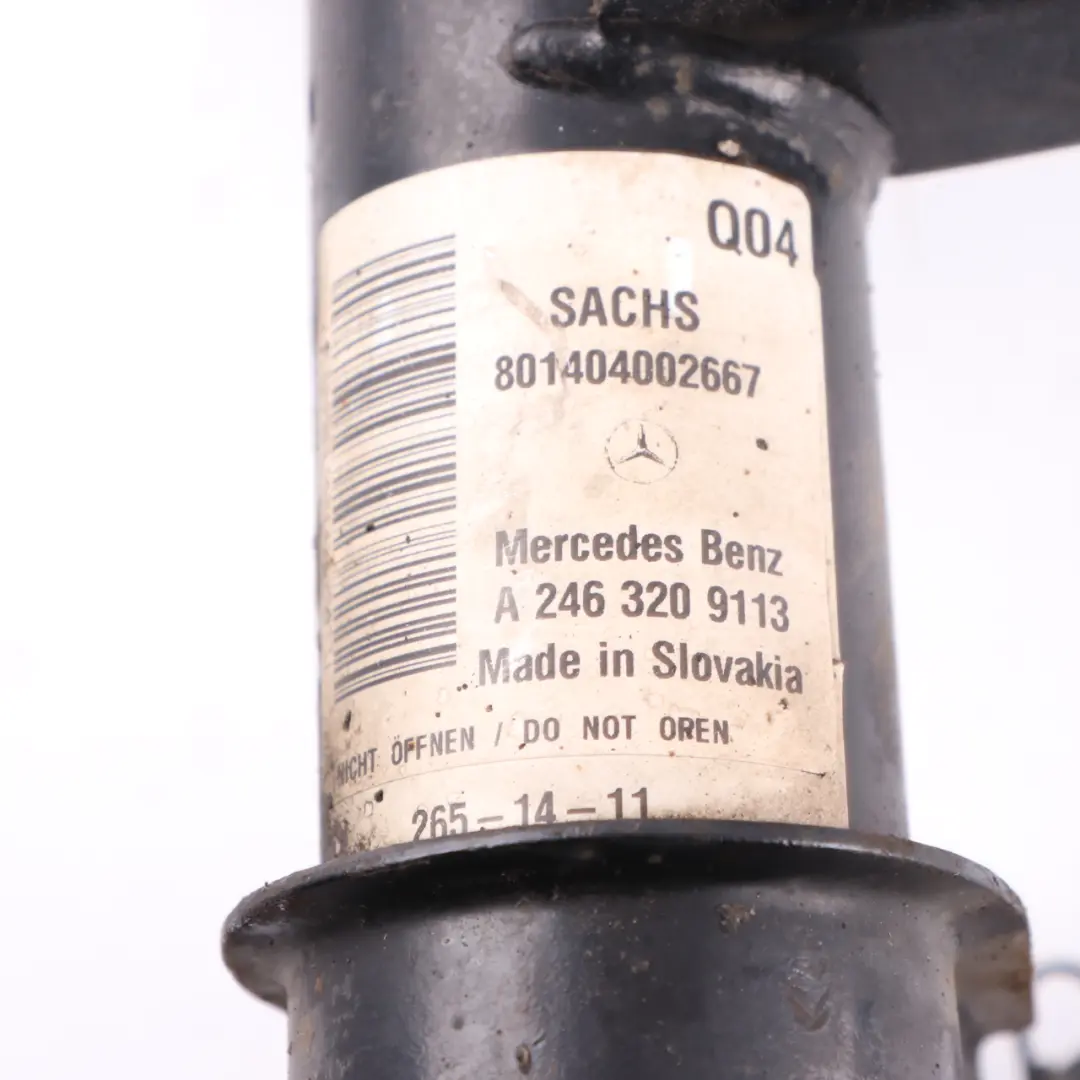 Q04
SACHS
801404002667
Mercedes Benz
A 246 320 9113
Made in Slovakia
NICHT ÖFFNEN / DO NOT OREN
265-14-11